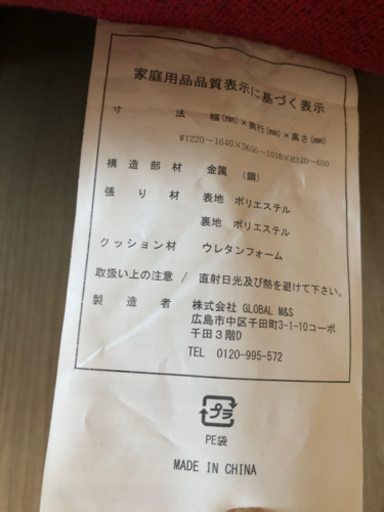 家庭用品品質表示に基づく表示
寸 法 幅(mm)×奥行(mm)×高さ(mm)
W1220~1640×D650~1010×H320~650
構造部材 金属 (鋼)
張り材 表地 ポリエステル
裏地 ポリエステル
クッション材 ウレタンフォーム
取扱い上の注意 / 直射日光及び熱を避けて下さい。
製造者 株式会社 GLOBAL M&S
広島市中区千田町3-1-10コーポ
千田3階D
TEL 0120-995-572
プラ
PE袋
MADE IN CHINA